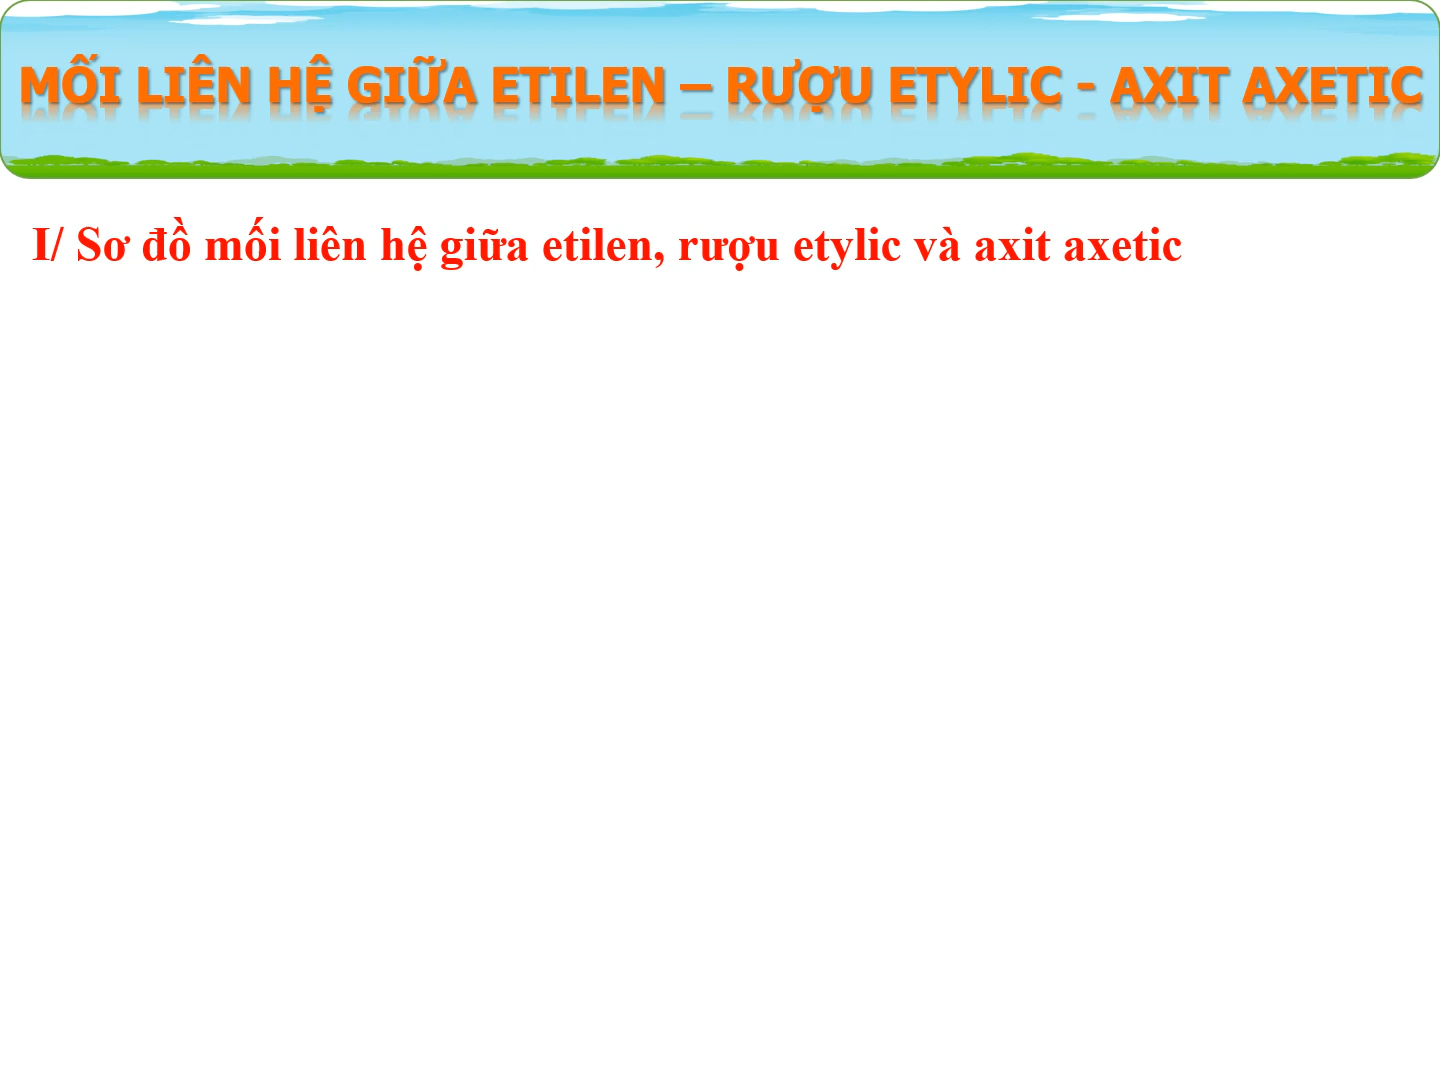 MỐI LIÊN HỆ GIỮA ETILEN – RƯỢU ETYLIC - AXIT AXETIC
I/ Sơ đồ mối liên hệ giữa etilen, rượu etylic và axit axetic